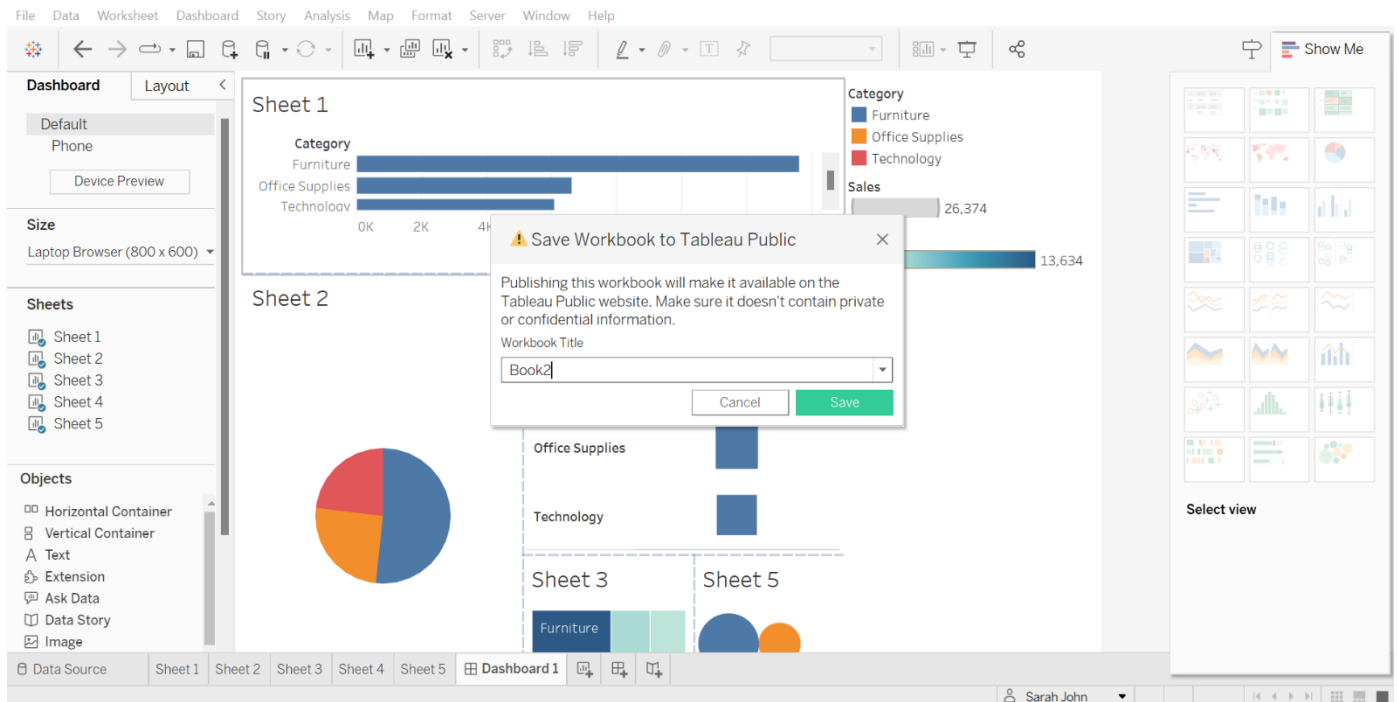 File Data Worksheet Dashboard Story Analysis Map Format Server Window Help
Show Me
Dashboard Layout
Default
Phone
Device Preview
Size
Laptop Browser (800 x 600)
Sheets
Sheet 1
Sheet 2
Sheet 3
Sheet 4
Sheet 5
Objects
Horizontal Container
Vertical Container
Text
Extension
Ask Data
Data Story
Image
Sheet 1
Category
Furniture
Office Supplies
Technology
0K 2K 4K
Category
Furniture
Office Supplies
Technology
Sales
26,374
13,634
Save Workbook to Tableau Public
Publishing this workbook will make it available on the
Tableau Public website. Make sure it doesn't contain private
or confidential information.
Workbook Title
Book2
Cancel Save
Sheet 2
Office Supplies
Technology
Sheet 3
Furniture
Sheet 5
Select view
Data Source Sheet 1 Sheet 2 Sheet 3 Sheet 4 Sheet 5 Dashboard 1
Sarah John